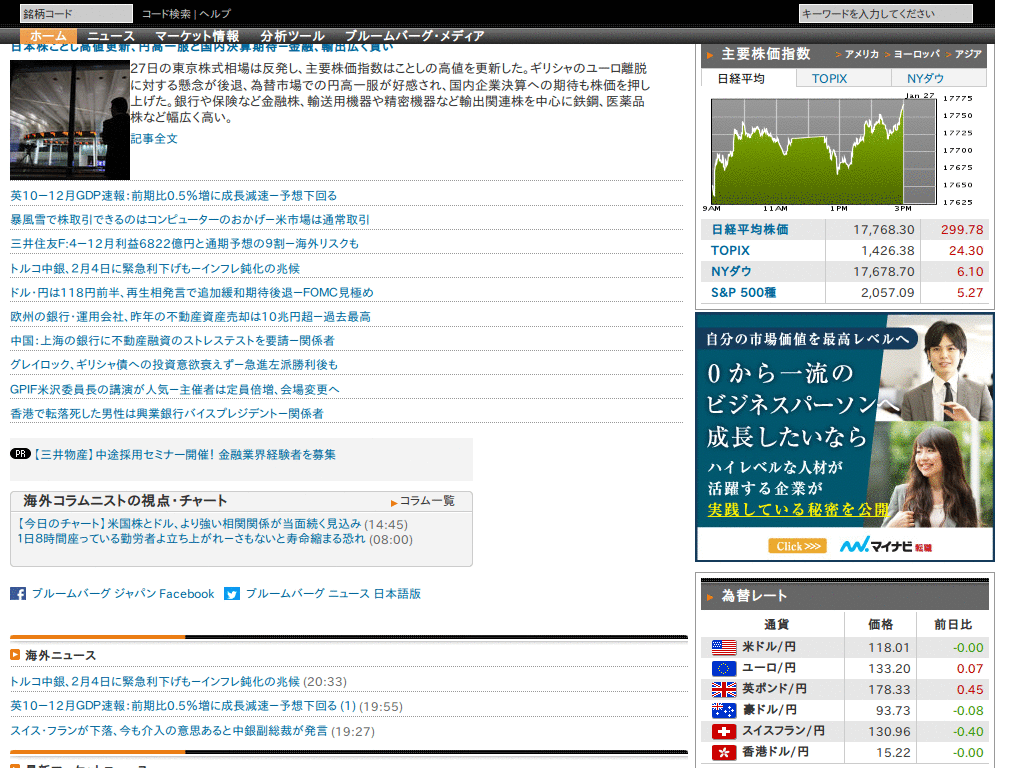 銘柄コード
コード検索 | ヘルプ
キーワードを入力してください
ホーム ニュース マーケット情報 分析ツール ブルームバーグ・メディア
日本株ことし高値更新、円高一服と国内決算期待－金融、輸出広く買い
27日の東京株式相場は反発し、主要株価指数はことしの高値を更新した。ギリシャのユーロ離脱
に対する懸念が後退、為替市場での円高一服が好感され、国内企業決算への期待も株価を押し
上げた。銀行や保険など金融株、輸送用機器や精密機器など輸出関連株を中心に鉄鋼、医薬品
株など幅広く高い。
記事全文
英10－12月GDP速報：前期比0.5％増に成長減速－予想下回る
暴風雪で株取引できるのはコンピューターのおかげ－米市場は通常取引
三井住友F:4－12月利益6822億円と通期予想の9割－海外リスクも
トルコ中銀、2月4日に緊急利下げも－インフレ鈍化の兆候
ドル・円は118円前半、再生相発言で追加緩和期待後退－FOMC見極め
欧州の銀行・運用会社、昨年の不動産資産売却は10兆円超－過去最高
中国：上海の銀行に不動産融資のストレステストを要請－関係者
グレイロック、ギリシャ債への投資意欲衰えず－急進左派勝利後も
GPIF米沢委員長の講演が人気－主催者は定員倍増、会場変更へ
香港で転落死した男性は興業銀行バイスプレジデント－関係者
PR 【三井物産】中途採用セミナー開催！ 金融業界経験者を募集
海外コラムニストの視点・チャート
コラム一覧
【今日のチャート】米国株とドル、より強い相関関係が当面続く見込み (14:45)
1日8時間座っている勤労者よ立ち上がれ－さもないと寿命縮まる恐れ (08:00)
ブルームバーグ ジャパン Facebook ブルームバーグ ニュース 日本語版
海外ニュース
トルコ中銀、2月4日に緊急利下げも－インフレ鈍化の兆候 (20:33)
英10－12月GDP速報：前期比0.5％増に成長減速－予想下回る (1) (19:55)
スイス・フランが下落、今も介入の意思あると中銀副総裁が発言 (19:27)
最新マーケットニュース
主要株価指数
> アメリカ > ヨーロッパ > アジア
日経平均 TOPIX NYダウ
Jan 27
17775
17750
17725
17700
17675
17650
17625
9AM 11AM 1PM 3PM
日経平均株価 17,768.30 299.78
TOPIX 1,426.38 24.30
NYダウ 17,678.70 6.10
S&P 500種 2,057.09 5.27
自分の市場価値を最高レベルへ
0から一流の
ビジネスパーソンへ
成長したいなら
ハイレベルな人材が
活躍する企業が
実践している秘密を公開
Click>>>
マイナビ転職
為替レート
通貨 価格 前日比
米ドル/円 118.01 -0.00
ユーロ/円 133.20 0.07
英ポンド/円 178.33 0.45
豪ドル/円 93.73 -0.08
スイスフラン/円 130.96 -0.40
香港ドル/円 15.22 -0.00